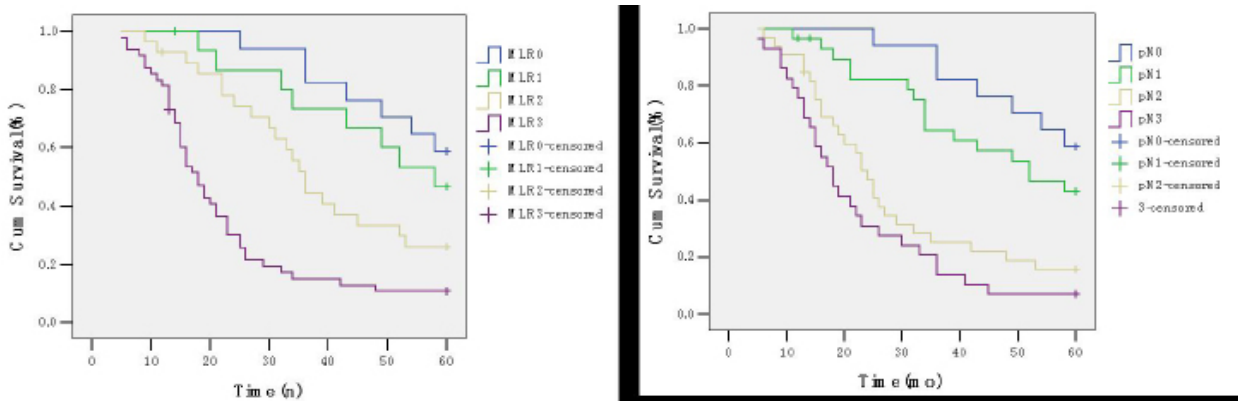 1.0
0.8
0.6
0.4
0.2
0.0
Cum Survival(%)
0 10 20 30 40 50 60
Time(n)
MLR0
MLR1
MLR2
MLR3
MLR0-censored
MLR1-censored
MLR2-censored
MLR3-censored
1.0
0.8
0.6
0.4
0.2
0.0
Cum Survival(%)
0 10 20 30 40 50 60
Time(mo)
pN0
pN1
pN2
pN3
pN0-censored
pN1-censored
pN2-censored
3-censored